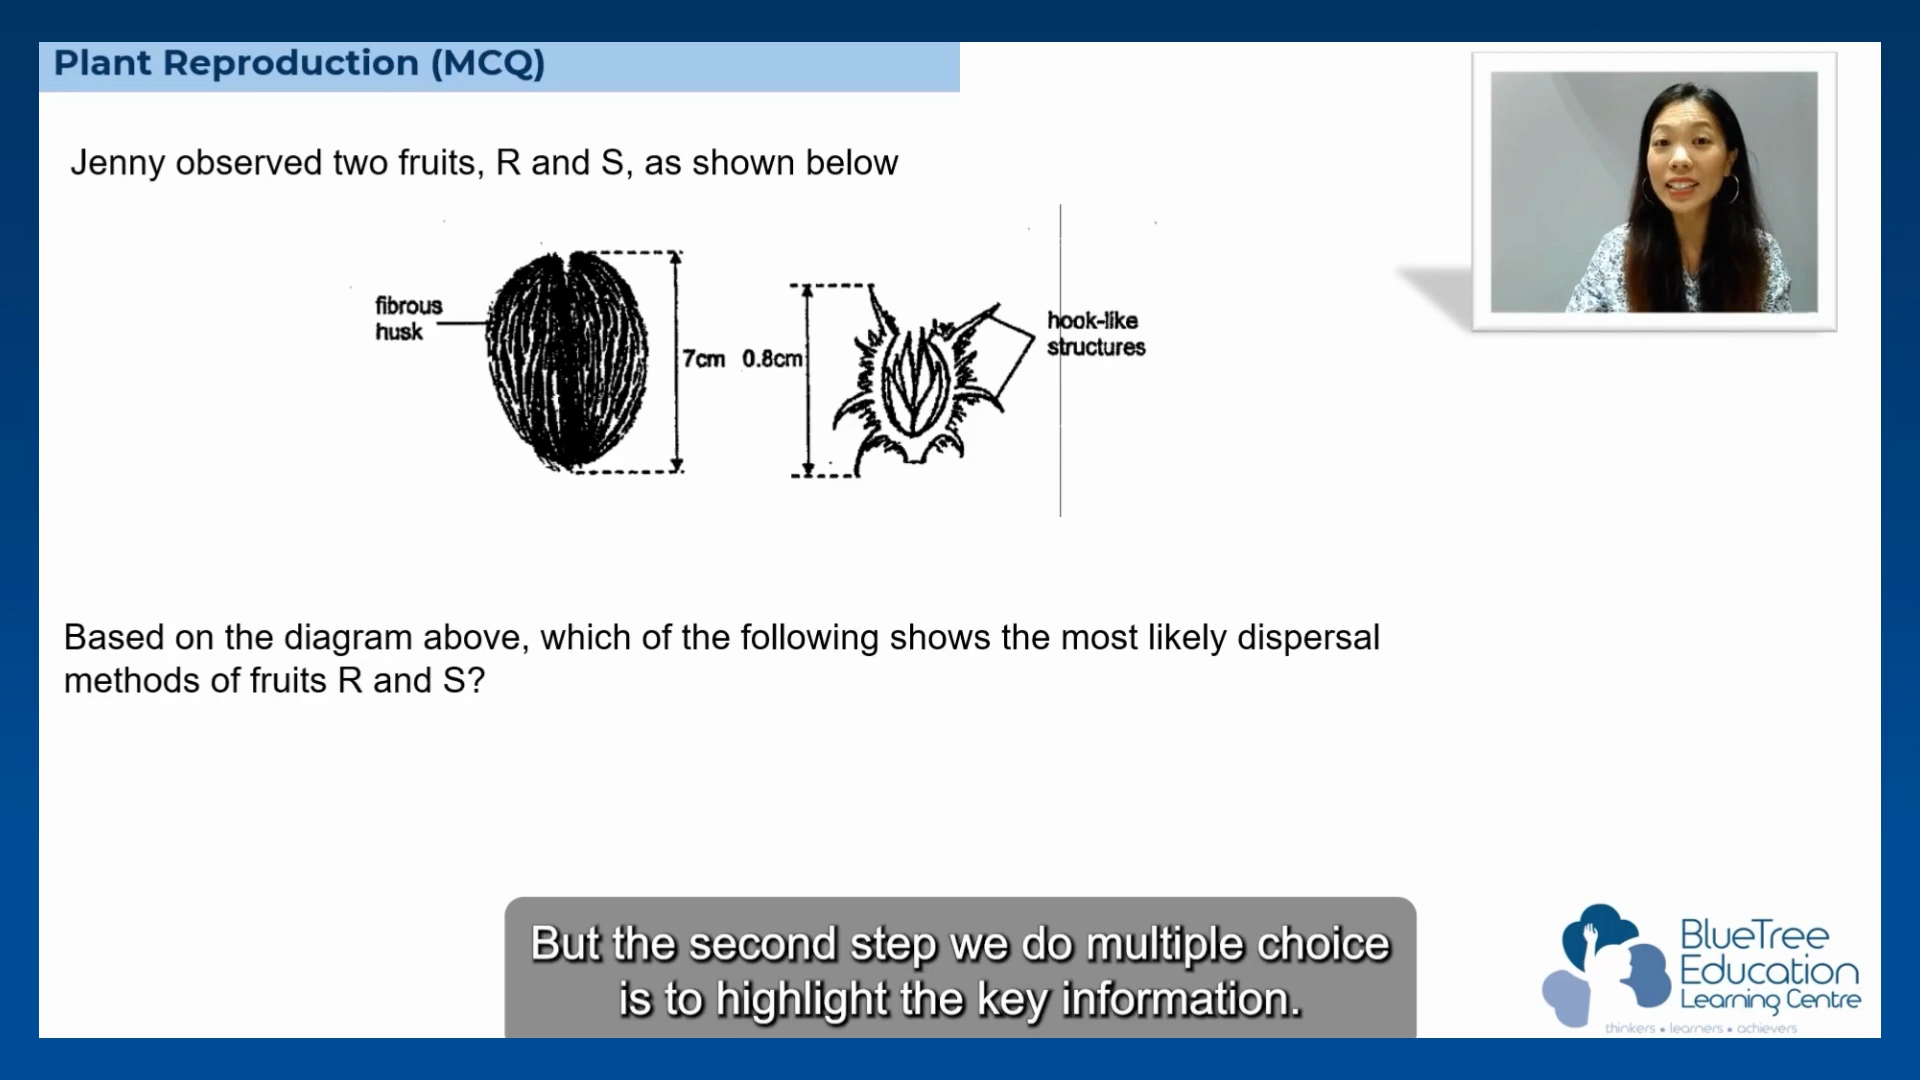 Plant Reproduction (MCQ)
Jenny observed two fruits, R and S, as shown below
fibrous
husk
7cm
0.8cm
hook-like
structures
Based on the diagram above, which of the following shows the most likely dispersal
methods of fruits R and S?
But the second step we do multiple choice
is to highlight the key information.
BlueTree
Education
Learning Centre
thinkers • learners • achievers